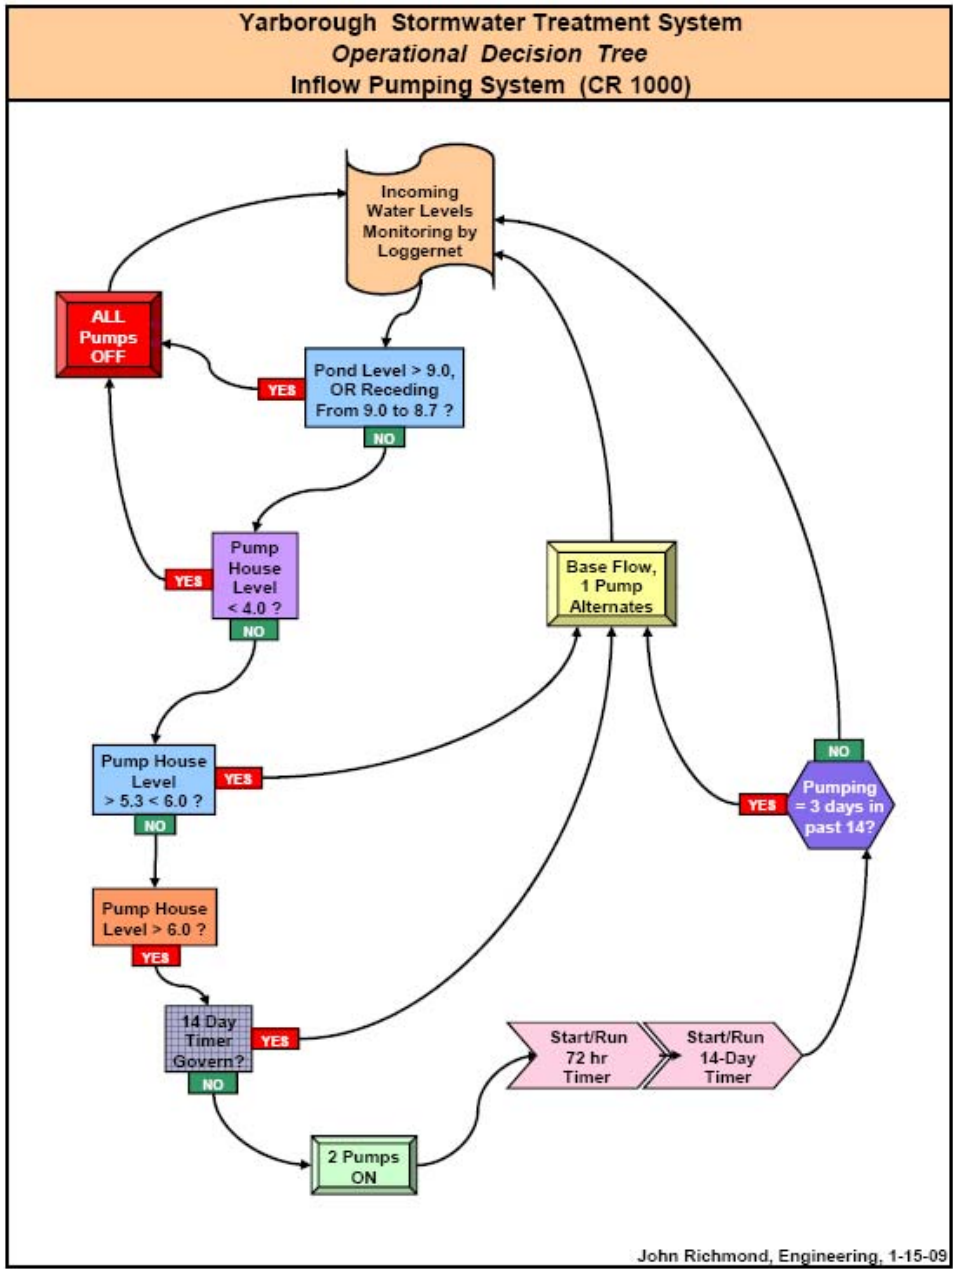 Yarborough Stormwater Treatment System
Operational Decision Tree
Inflow Pumping System (CR 1000)
Incoming
Water Levels
Monitoring by
Loggernet
ALL
Pumps
OFF
Pond Level > 9.0,
OR Receding
From 9.0 to 8.7 ?
YES
NO
Pump
House
Level
< 4.0 ?
YES
NO
Base Flow,
1 Pump
Alternates
Pump House
Level
> 5.3 < 6.0 ?
YES
NO
NO
Pumping
= 3 days in
past 14?
YES
Pump House
Level > 6.0 ?
YES
14 Day
Timer
Govern?
YES
NO
Start/Run
72 hr
Timer
Start/Run
14-Day
Timer
2 Pumps
ON
John Richmond, Engineering, 1-15-09